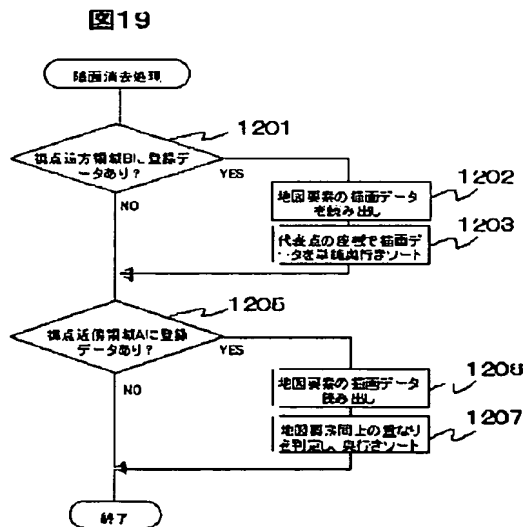 図19
陰面消去処理
1201
視点遠方領域Bに登録デ
ータあり?
YES
NO
1202
地図要素の描画データ
を読み出し
1203
代表点の座標で描画デ
ータを単純奥行きソート
1205
視点近傍領域Aに登録
データあり?
YES
NO
1206
地図要素の描画データ
読み出し
1207
地図要素同士の重なり
を判定し、奥行きソート
終了